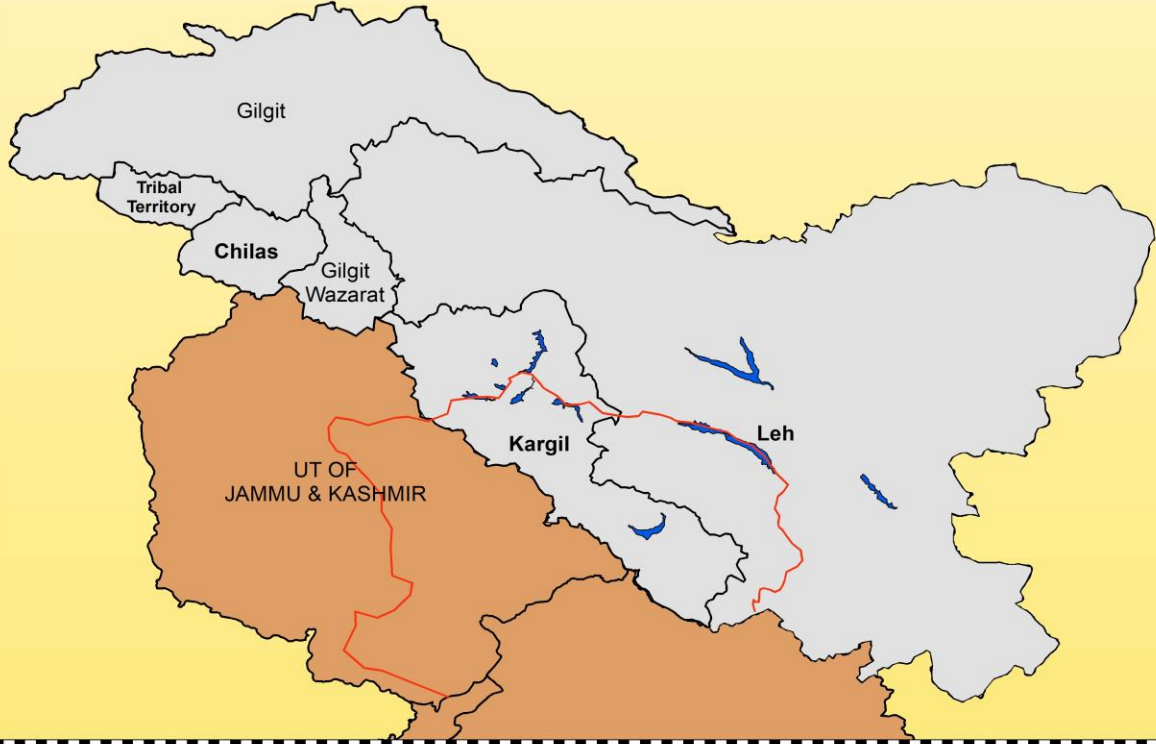 Gilgit
Tribal
Territory
Chilas
Gilgit
Wazarat
Kargil
Leh
UT OF
JAMMU & KASHMIR